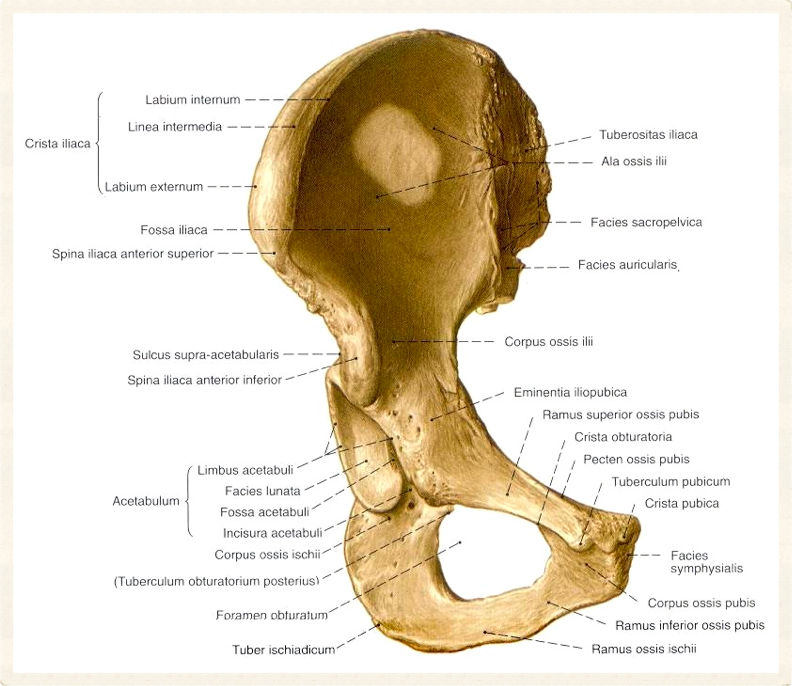 Labium internum
Linea intermedia
Crista iliaca
Labium externum
Fossa iliaca
Spina iliaca anterior superior
Sulcus supra-acetabularis
Spina iliaca anterior inferior
Limbus acetabuli
Facies lunata
Acetabulum
Fossa acetabuli
Incisura acetabuli
Corpus ossis ischii
(Tuberculum obturatorium posterius)
Foramen obturatum
Tuber ischiadicum
Tuberositas iliaca
Ala ossis ilii
Facies sacropelvica
Facies auricularis
Corpus ossis ilii
Eminentia iliopubica
Ramus superior ossis pubis
Crista obturatoria
Pecten ossis pubis
Tuberculum pubicum
Crista pubica
Facies
symphysialis
Corpus ossis pubis
Ramus inferior ossis pubis
Ramus ossis ischii